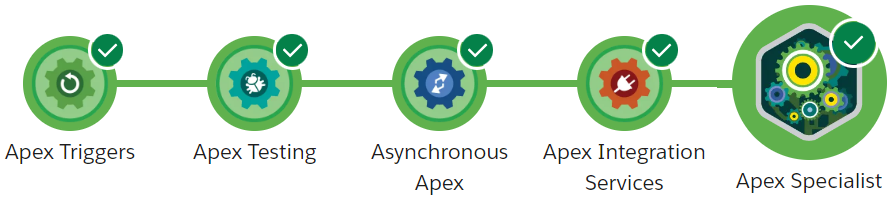 Apex Triggers
Apex Testing
Asynchronous
Apex
Apex Integration
Services
Apex Specialist